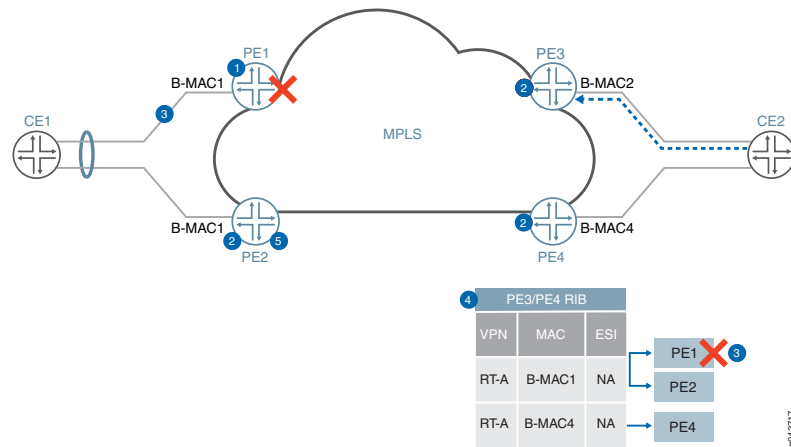 PE1
1
B-MAC1
3
CE1
MPLS
PE3
2
B-MAC2
CE2
B-MAC1
2
5
PE2
2
B-MAC4
PE4
4 PE3/PE4 RIB
VPN MAC ESI
PE1 3
RT-A B-MAC1 NA
PE2
RT-A B-MAC4 NA PE4